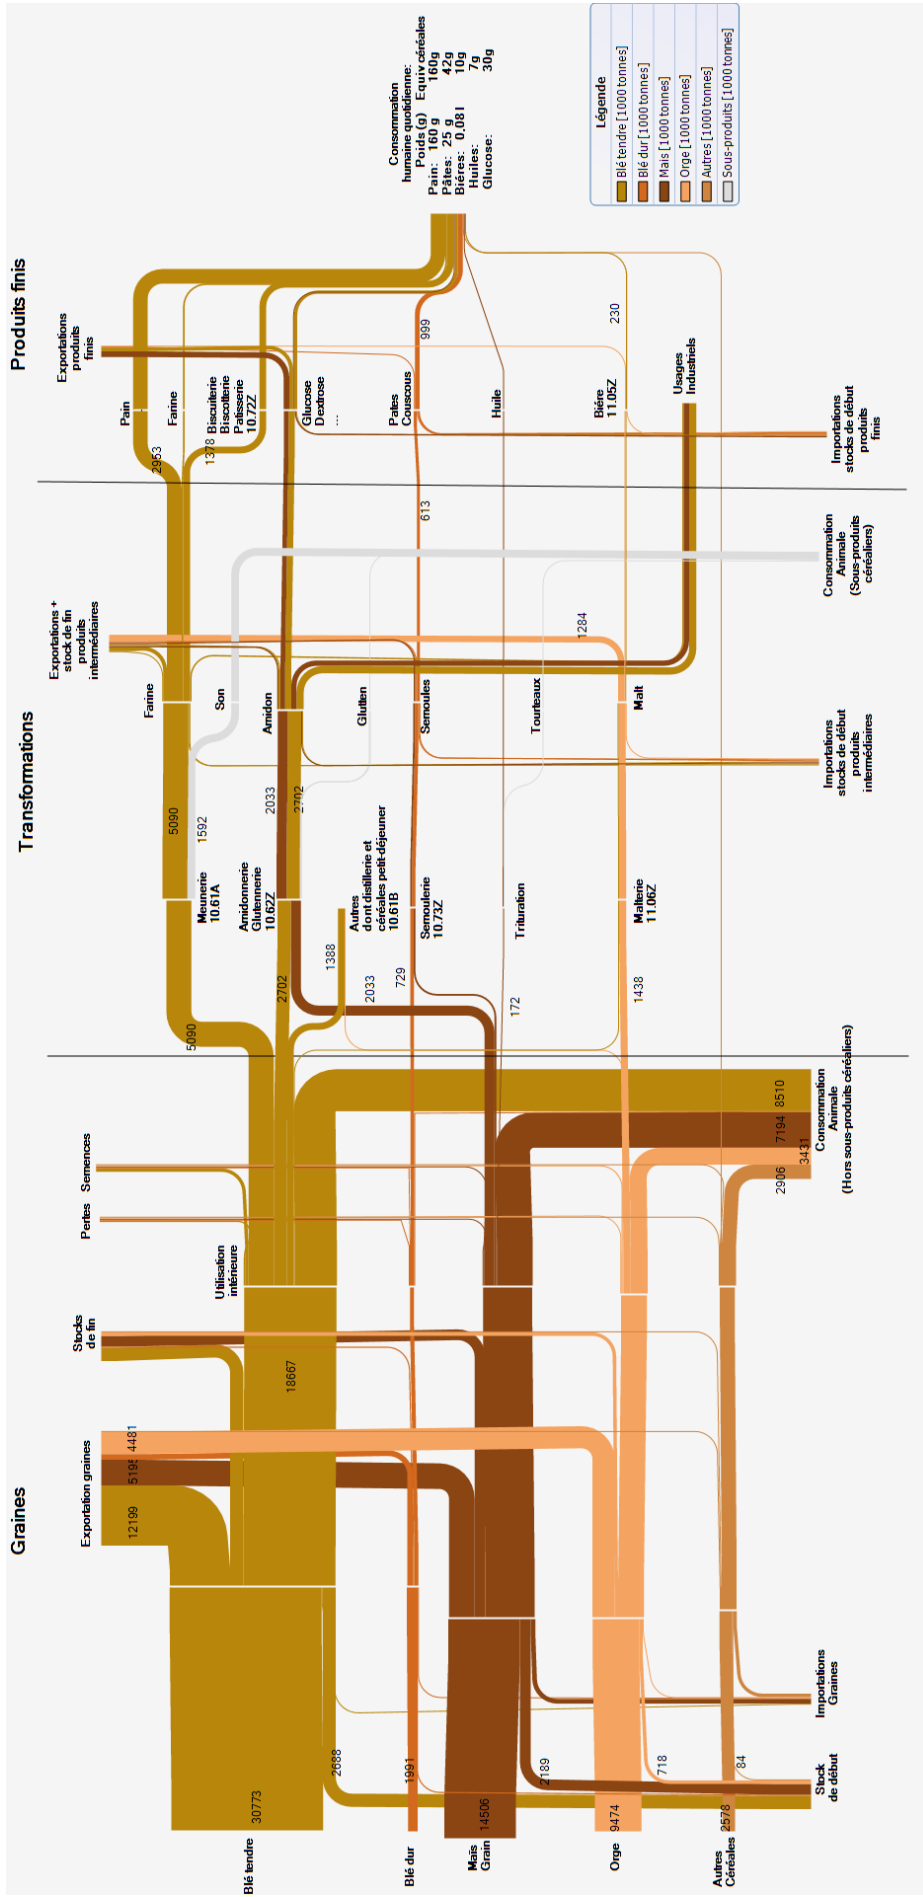 Graines
Transformations
Produits finis
Exportation graines
Stocks
de fin
Pertes
Semences
Exportations +
stock de fin
produits
intermédiaires
Exportations
produits
finis
12199
5195
4481
Blé tendre
30773
2688
18667
Utilisation
intérieure
5090
2702
1388
2033
729
172
1438
Meunerie
10.61A
Amidonnerie
Glutennerie
10.62Z
Autres
dont distillerie et
céréales petit-déjeuner
10.61B
Semoulerie
10.73Z
Trituration
Malterie
11.06Z
5090
1592
2033
2702
Farine
Son
Amidon
Glutten
Semoules
Tourteaux
Malt
1284
2953
1378
613
Pain
Farine
Biscuiterie
Biscotterie
Patisserie
10.72Z
Glucose
Dextrose
...
Pates
Couscous
Huile
Biére
11.05Z
Usages
Industriels
999
230
Consommation
humaine quotidienne:
Poids (g) Equiv céréales
Pain: 160 g 160g
Pâtes: 25 g 42g
Biéres: 0.08 l 10g
Huiles: 7g
Glucose: 30g
Blé dur
1991
Maïs
Grain
14506
2189
Orge
9474
718
Autres
Céréales
2578
84
Stock
de début
Importations
Graines
2906
3431
7194
8510
Consommation
Animale
(Hors sous-produits céréaliers)
Importations
stocks de début
produits
intermédiaires
Consommation
Animale
(Sous-produits
céréaliers)
Importations
stocks de début
produits
finis
Légende
Blé tendre [1000 tonnes]
Blé dur [1000 tonnes]
Mais [1000 tonnes]
Orge [1000 tonnes]
Autres [1000 tonnes]
Sous-produits [1000 tonnes]